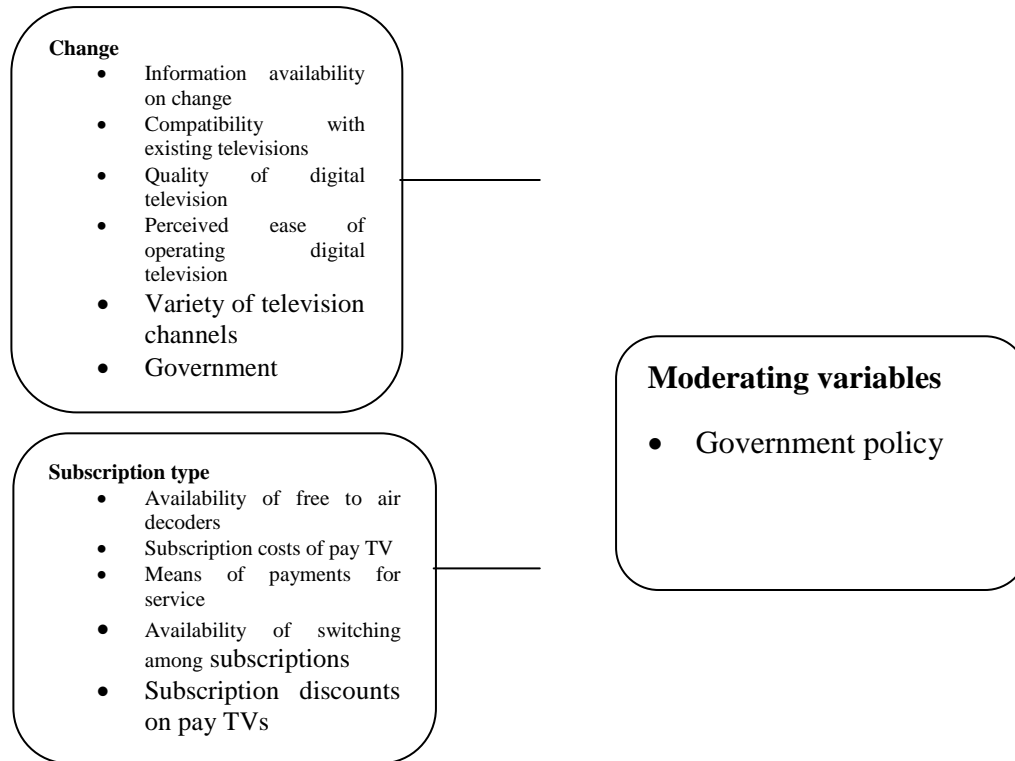 Change
• Information availability
on change
• Compatibility with
existing televisions
• Quality of digital
television
• Perceived ease of
operating digital
television
• Variety of television
channels
• Government
Subscription type
• Availability of free to air
decoders
• Subscription costs of pay TV
• Means of payments for
service
• Availability of switching
among subscriptions
• Subscription discounts
on pay TVs
Moderating variables
• Government policy